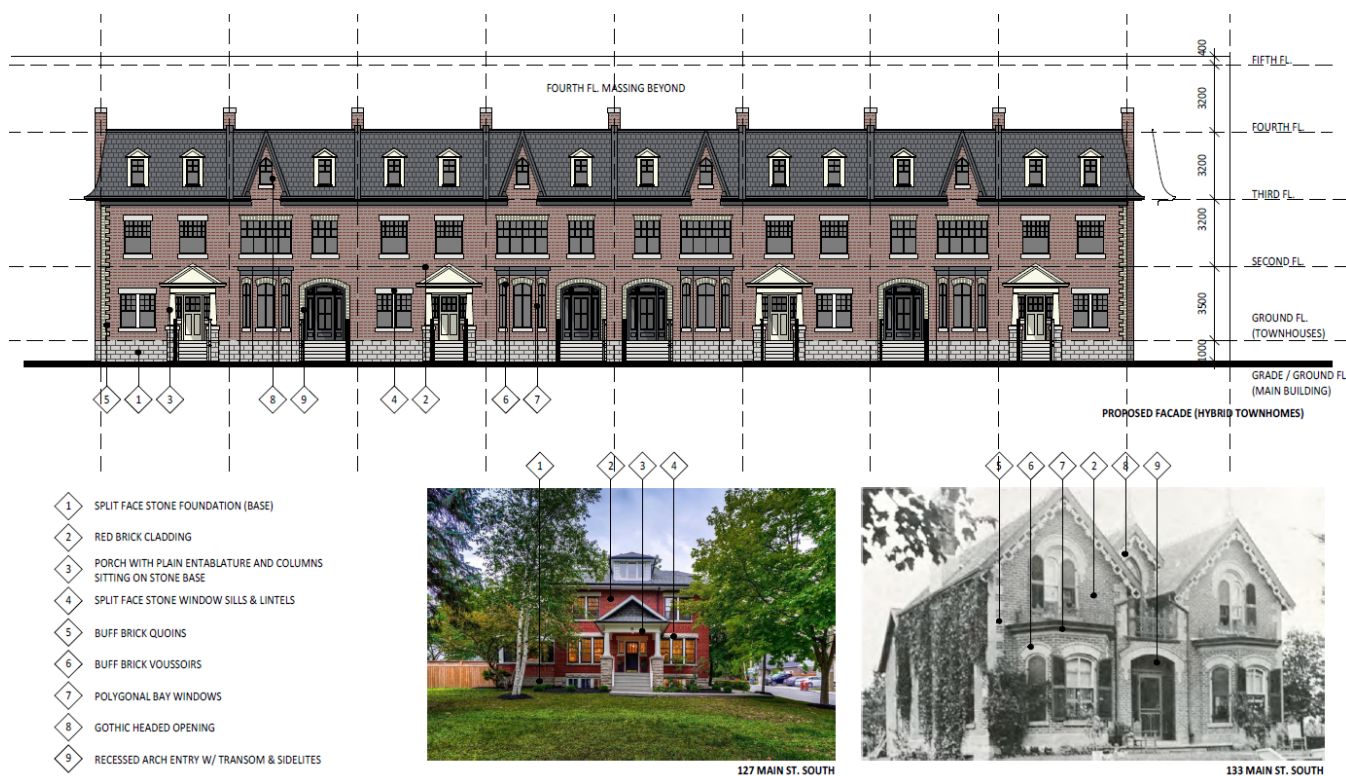 FOURTH FL. MASSING BEYOND
400
FIFTH FL.
3200
FOURTH FL.
3200
THIRD FL.
3200
SECOND FL.
3500
GROUND FL.
(TOWNHOUSES)
1000
GRADE / GROUND FL
(MAIN BUILDING)
5 1 3 8 9 4 2 6 7
PROPOSED FACADE (HYBRID TOWNHOMES)
1 2 3 4
5 6 7 2 8 9
1 SPLIT FACE STONE FOUNDATION (BASE)
2 RED BRICK CLADDING
3 PORCH WITH PLAIN ENTABLATURE AND COLUMNS
SITTING ON STONE BASE
4 SPLIT FACE STONE WINDOW SILLS & LINTELS
5 BUFF BRICK QUOINS
6 BUFF BRICK VOUSSOIRS
7 POLYGONAL BAY WINDOWS
8 GOTHIC HEADED OPENING
9 RECESSED ARCH ENTRY W/ TRANSOM & SIDELITES
127 MAIN ST. SOUTH
133 MAIN ST. SOUTH